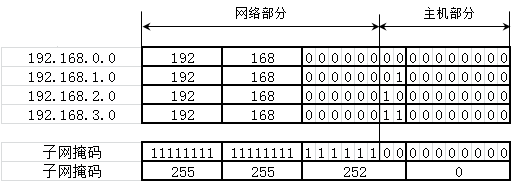 网络部分 主机部分
192.168.0.0 192 168 0 0 0 0 0 0 0 0 0 0 0 0 0 0 0 0
192.168.1.0 192 168 0 0 0 0 0 0 0 1 0 0 0 0 0 0 0 0
192.168.2.0 192 168 0 0 0 0 0 0 1 0 0 0 0 0 0 0 0 0
192.168.3.0 192 168 0 0 0 0 0 0 1 1 0 0 0 0 0 0 0 0
子网掩码 11111111 11111111 1 1 1 1 1 1 0 0 0 0 0 0 0 0 0 0
子网掩码 255 255 252 0